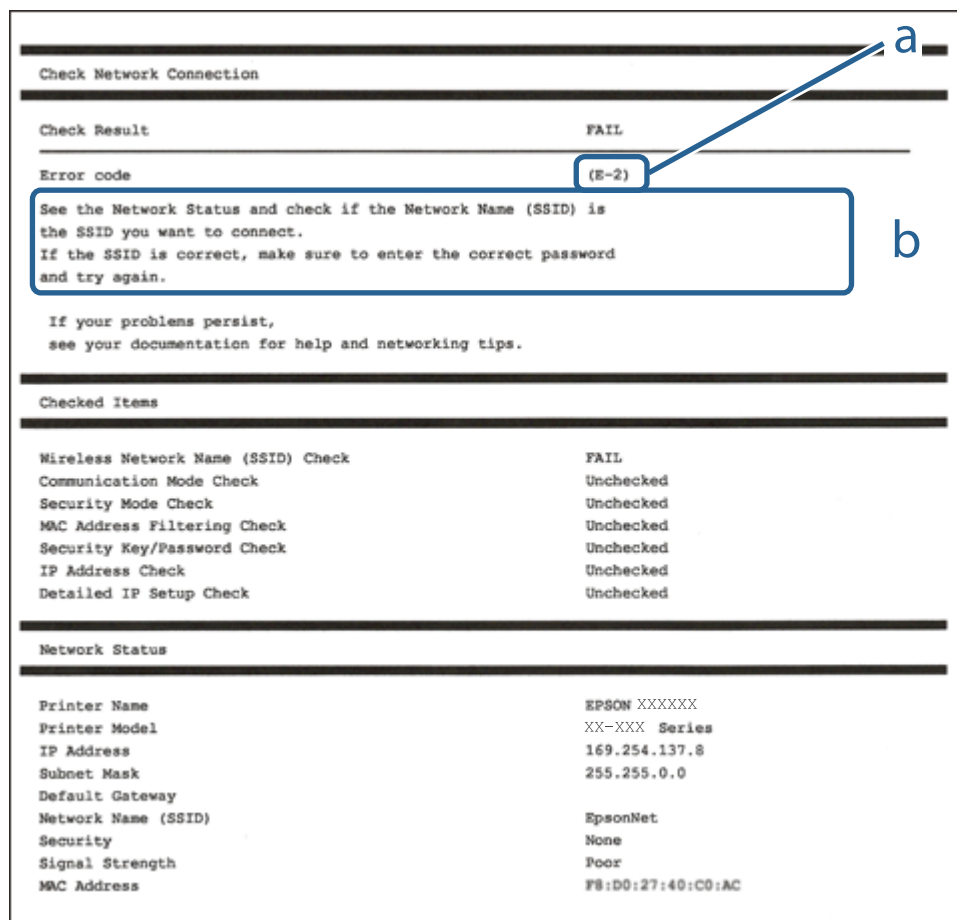 a
Check Network Connection
Check Result FAIL
Error code (E-2)
See the Network Status and check if the Network Name (SSID) is
the SSID you want to connect.
If the SSID is correct, make sure to enter the correct password
and try again.
b
If your problems persist,
see your documentation for help and networking tips.
Checked Items
Wireless Network Name (SSID) Check FAIL
Communication Mode Check Unchecked
Security Mode Check Unchecked
MAC Address Filtering Check Unchecked
Security Key/Password Check Unchecked
IP Address Check Unchecked
Detailed IP Setup Check Unchecked
Network Status
Printer Name EPSON XXXXXX
Printer Model XX-XXX Series
IP Address 169.254.137.8
Subnet Mask 255.255.0.0
Default Gateway
Network Name (SSID) EpsonNet
Security None
Signal Strength Poor
MAC Address F8:D0:27:40:C0:AC